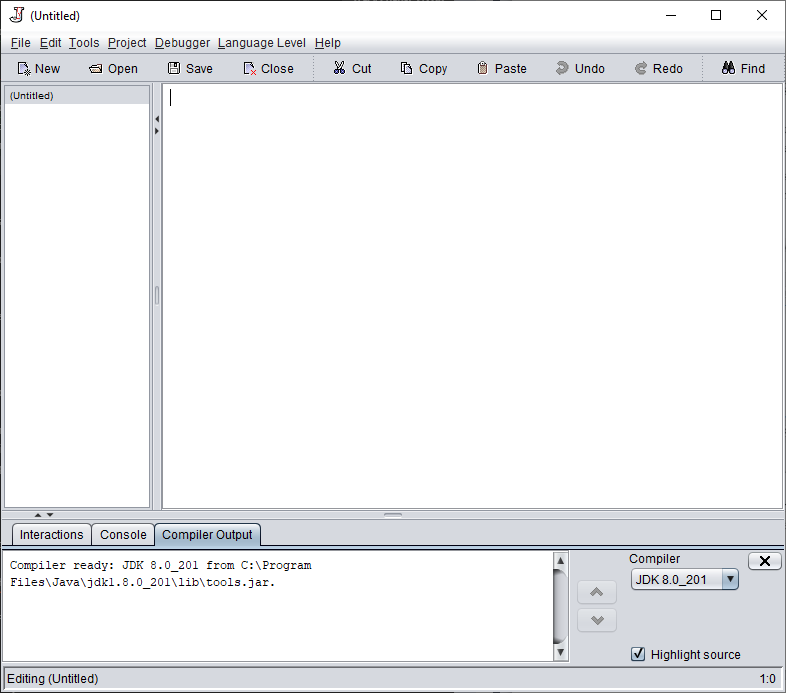 (Untitled)
File Edit Tools Project Debugger Language Level Help
New Open Save Close Cut Copy Paste Undo Redo Find
(Untitled)
Interactions Console Compiler Output
Compiler ready: JDK 8.0_201 from C:\Program
Files\Java\jdk1.8.0_201\lib\tools.jar.
Compiler
JDK 8.0_201
Highlight source
Editing (Untitled) 1:0